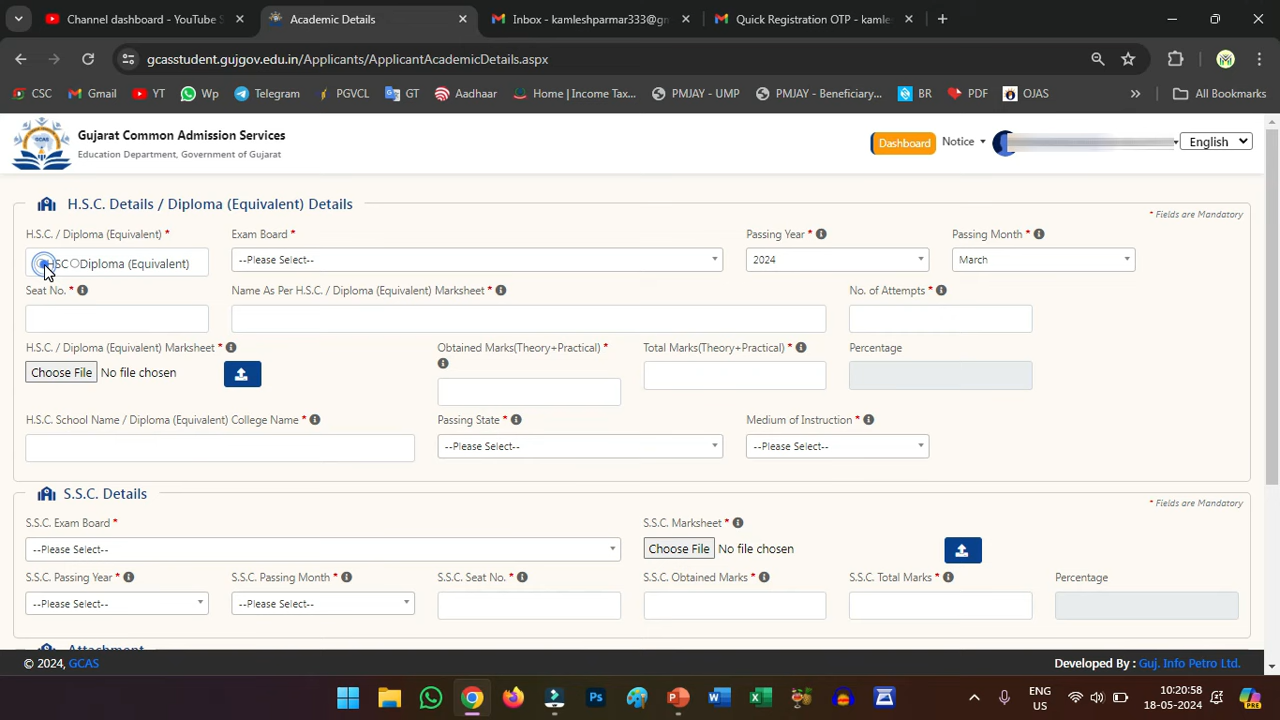 Channel dashboard - YouTube S
Academic Details
Inbox - kamleshparmar333@gn
Quick Registration OTP - kamle
gcasstudent.gujgov.edu.in/Applicants/ApplicantAcademicDetails.aspx
CSC
Gmail
YT
Wp
Telegram
PGVCL
GT
Aadhaar
Home | Income Tax...
PMJAY - UMP
PMJAY - Beneficiary...
BR
PDF
OJAS
All Bookmarks
Gujarat Common Admission Services
Education Department, Government of Gujarat
Dashboard
Notice
English
H.S.C. Details / Diploma (Equivalent) Details
* Fields are Mandatory
H.S.C. / Diploma (Equivalent) *
Exam Board *
Passing Year *
Passing Month *
HSC Diploma (Equivalent)
--Please Select--
2024
March
Seat No. *
Name As Per H.S.C. / Diploma (Equivalent) Marksheet *
No. of Attempts *
H.S.C. / Diploma (Equivalent) Marksheet *
Obtained Marks(Theory+Practical) *
Total Marks(Theory+Practical) *
Percentage
Choose File No file chosen
H.S.C. School Name / Diploma (Equivalent) College Name *
Passing State *
Medium of Instruction *
--Please Select--
--Please Select--
S.S.C. Details
* Fields are Mandatory
S.S.C. Exam Board *
S.S.C. Marksheet *
--Please Select--
Choose File No file chosen
S.S.C. Passing Year *
S.S.C. Passing Month *
S.S.C. Seat No. *
S.S.C. Obtained Marks *
S.S.C. Total Marks *
Percentage
--Please Select--
--Please Select--
Attachment
© 2024, GCAS
Developed By : Guj. Info Petro Ltd.
ENG
US
10:20:58
18-05-2024